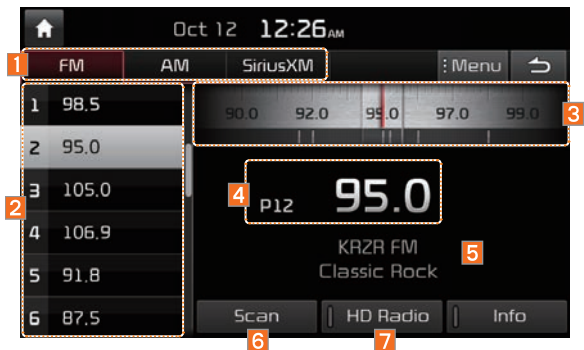 Oct 12 12:26 AM
1 FM AM SiriusXM Menu
1 98.5
2 95.0
3 105.0
4 106.9
5 91.8
6 87.5
2
90.0 92.0 95.0 97.0 99.0
3
4 P12 95.0
KRZR FM
5
Classic Rock
Scan HD Radio Info
6 7